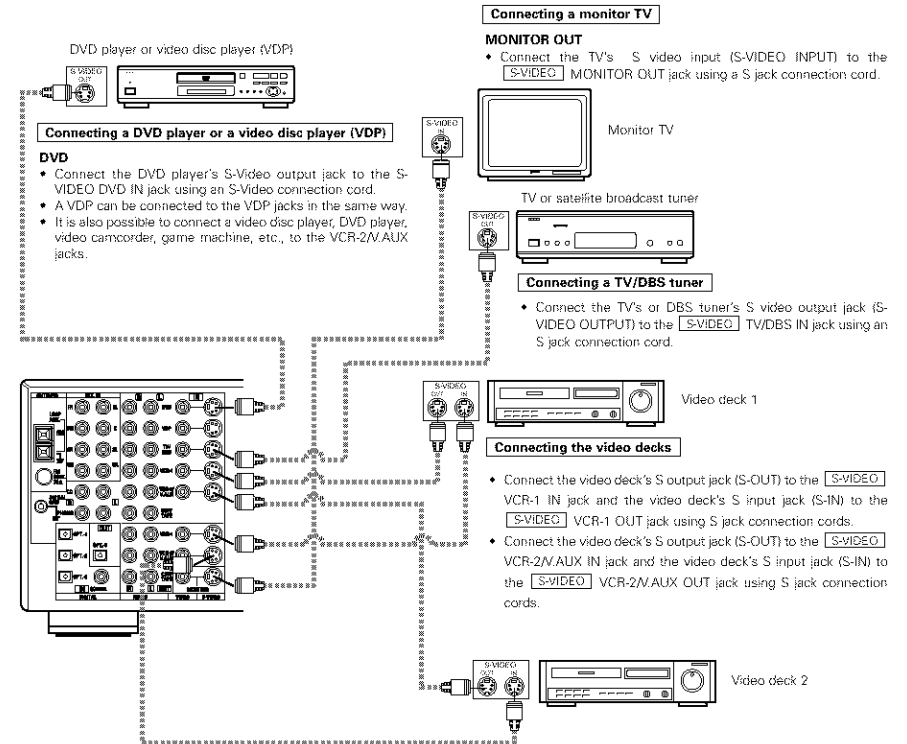 Connecting a monitor TV
MONITOR OUT
• Connect the TV's S video input (S-VIDEO INPUT) to the
S-VIDEO MONITOR OUT jack using a S jack connection cord.
DVD player or video disc player (VDP)
S-VIDEO
OUT
Connecting a DVD player or a video disc player (VDP)
DVD
• Connect the DVD player's S-Video output jack to the S-
VIDEO DVD IN jack using an S-Video connection cord.
• A VDP can be connected to the VDP jacks in the same way.
• It is also possible to connect a video disc player, DVD player,
video camcorder, game machine, etc., to the VCR-2/V.AUX
jacks.
S-VIDEO
IN
Monitor TV
TV or satellite broadcast tuner
S-VIDEO
OUT
Connecting a TV/DBS tuner
• Connect the TV's or DBS tuner's S video output jack (S-
VIDEO OUTPUT) to the S-VIDEO TV/DBS IN jack using an
S jack connection cord.
S-VIDEO
OUT IN
Video deck 1
Connecting the video decks
• Connect the video deck's S output jack (S-OUT) to the S-VIDEO
VCR-1 IN jack and the video deck's S input jack (S-IN) to the
S-VIDEO VCR-1 OUT jack using S jack connection cords.
• Connect the video deck's S output jack (S-OUT) to the S-VIDEO
VCR-2/V.AUX IN jack and the video deck's S input jack (S-IN) to
the S-VIDEO VCR-2/V.AUX OUT jack using S jack connection
cords.
OPT.1
OPT.2
DIGITAL
S-VIDEO
OUT IN
Video deck 2